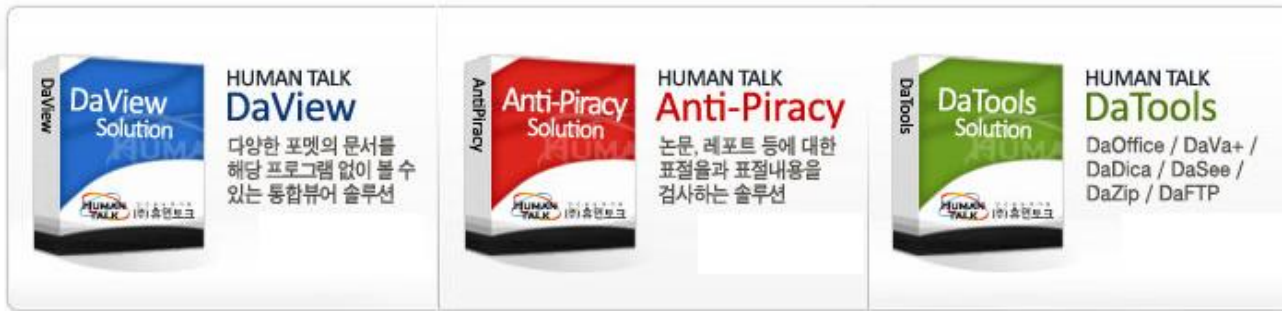 DaView
DaView
Solution
HUMAN
TALK
(주)휴먼토크
HUMAN TALK
DaView
다양한 포멧의 문서를
해당 프로그램 없이 볼 수
있는 통합뷰어 솔루션
AntiPiracy
Anti-Piracy
Solution
HUMAN
TALK
(주)휴먼토크
HUMAN TALK
Anti-Piracy
논문, 레포트 등에 대한
표절율과 표절내용을
검사하는 솔루션
DaTools
DaTools
Solution
HUMAN
TALK
(주)휴먼토크
HUMAN TALK
DaTools
DaOffice / DaVa+ /
DaDica / DaSee /
DaZip / DaFTP